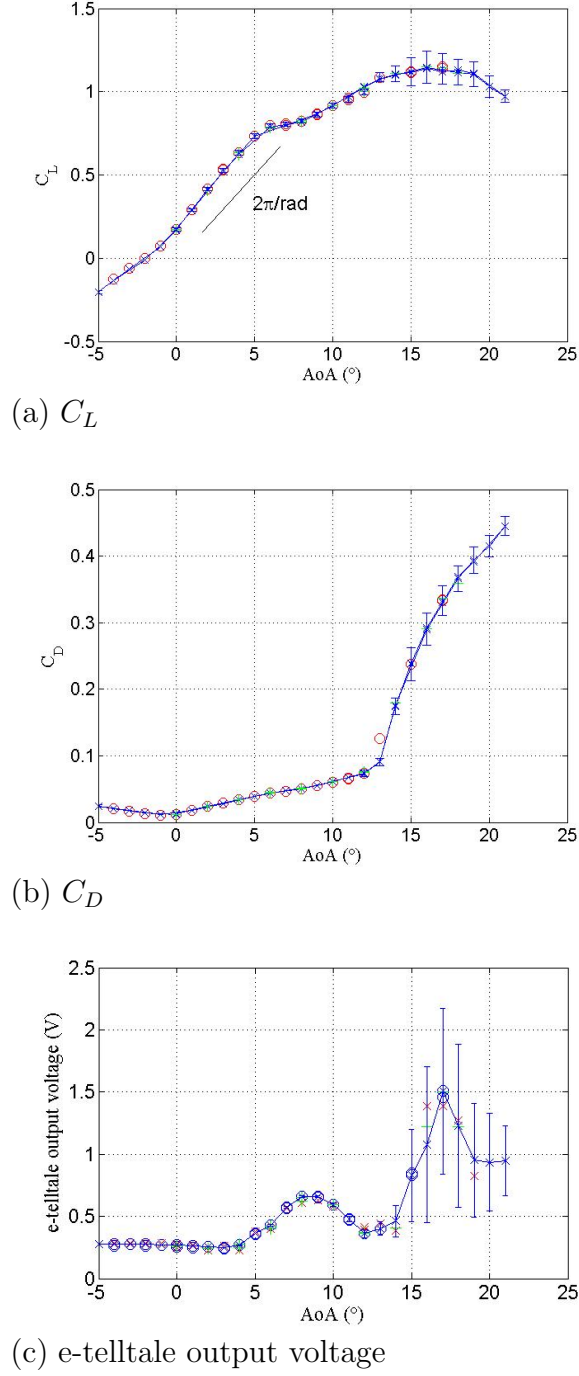 1.5
1
0.5
0
-0.5
C_L
2π/rad
-5 0 5 10 15 20 25
AoA (°)
(a) C_L
0.5
0.4
0.3
0.2
0.1
0
C_D
-5 0 5 10 15 20 25
AoA (°)
(b) C_D
2.5
2
1.5
1
0.5
0
e-telltale output voltage (V)
-5 0 5 10 15 20 25
AoA (°)
(c) e-telltale output voltage